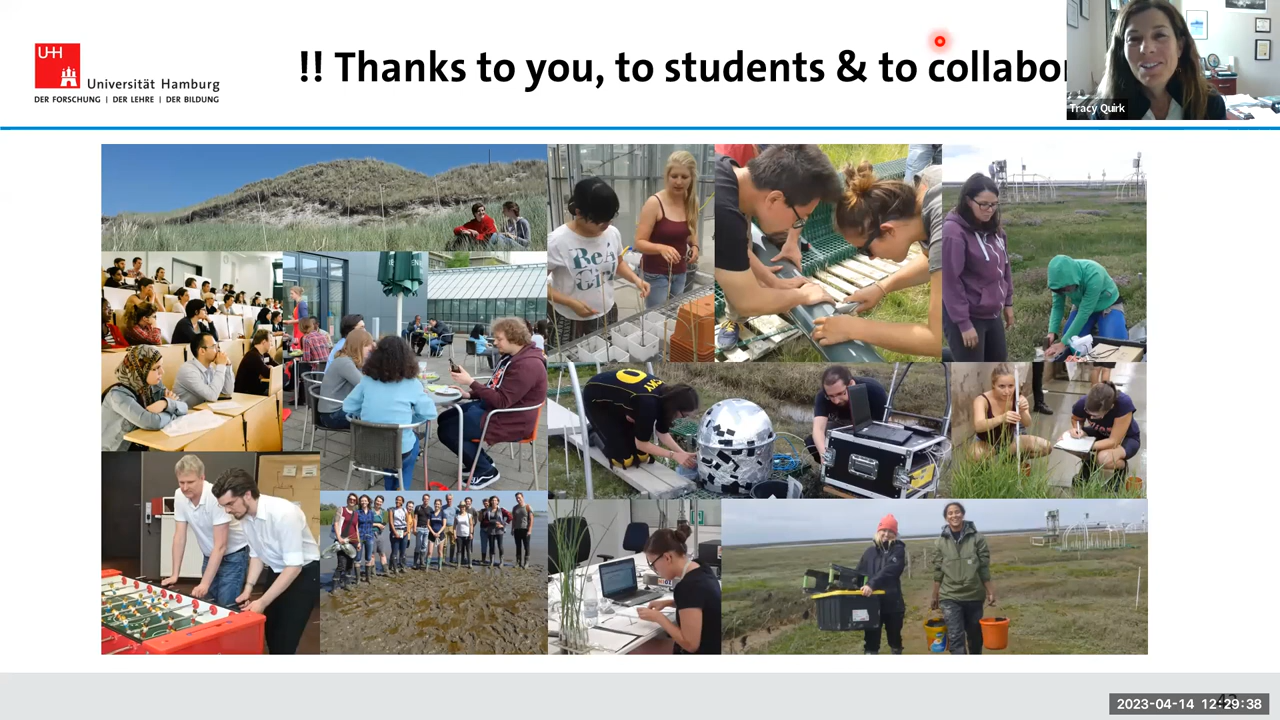 UHH
Universität Hamburg
DER FORSCHUNG | DER LEHRE | DER BILDUNG
!! Thanks to you, to students & to collabor
Tracy Quirk
2023-04-14 12:29:38